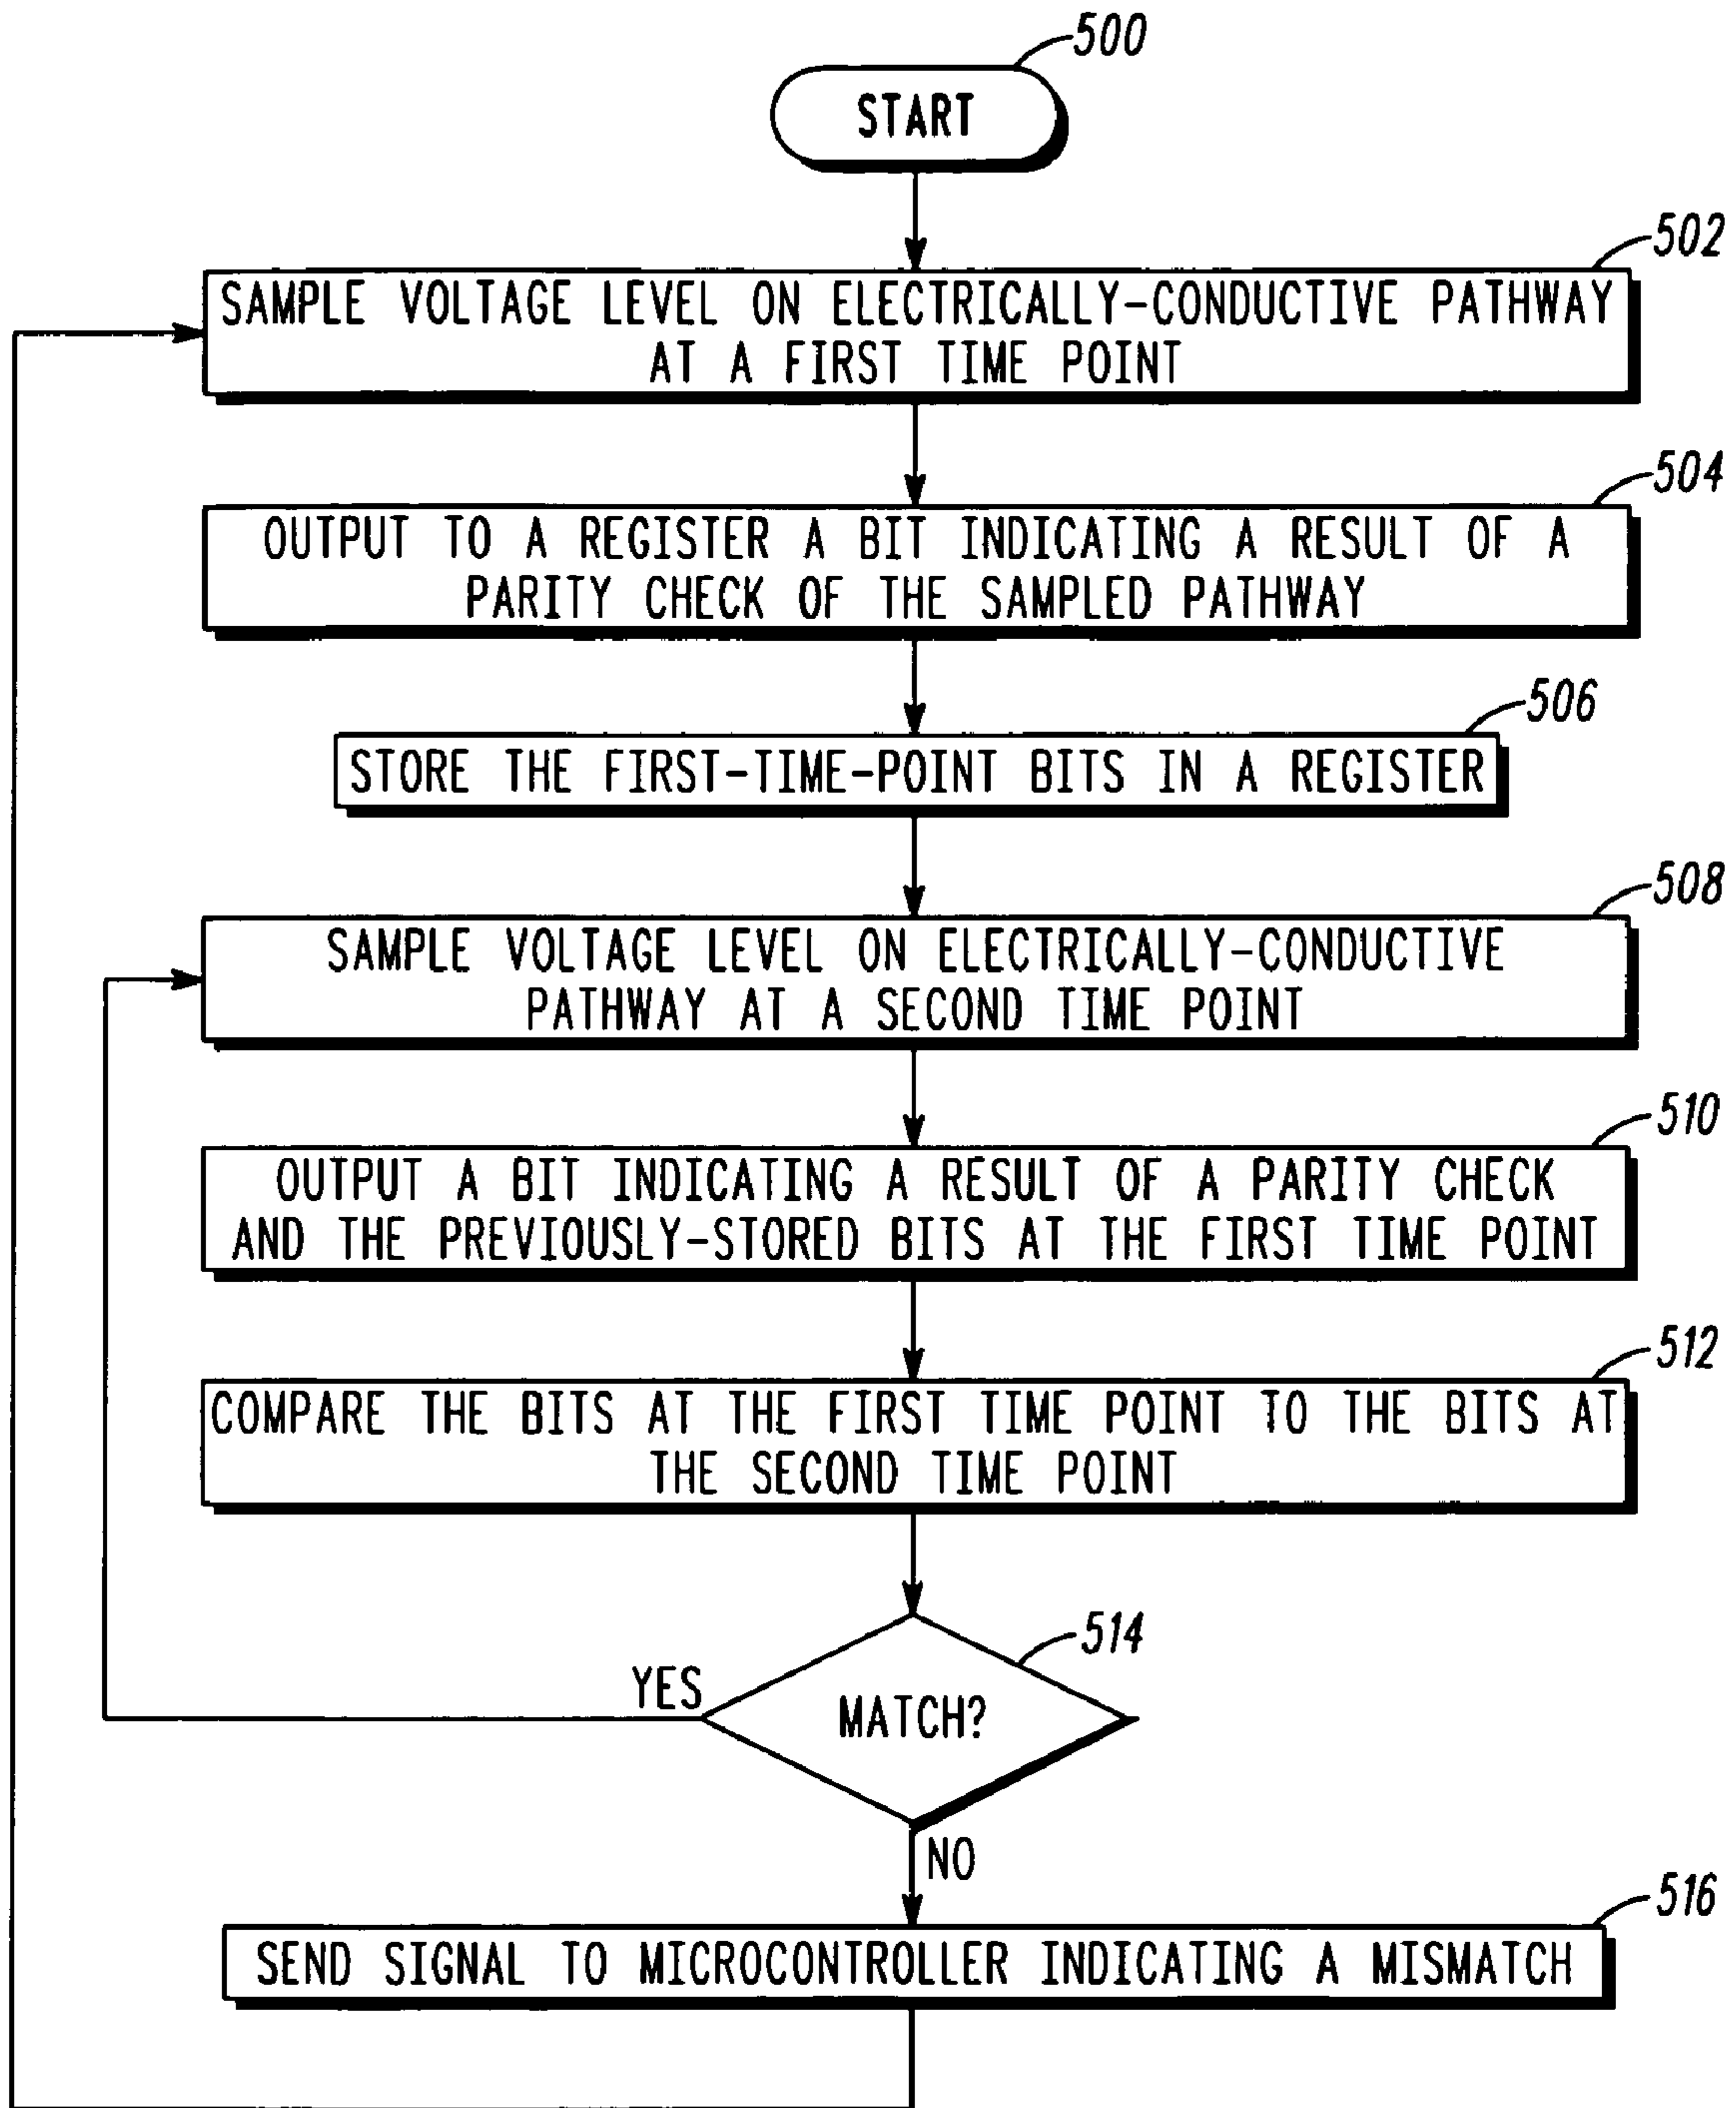 500
START
502
SAMPLE VOLTAGE LEVEL ON ELECTRICALLY-CONDUCTIVE PATHWAY
AT A FIRST TIME POINT
504
OUTPUT TO A REGISTER A BIT INDICATING A RESULT OF A
PARITY CHECK OF THE SAMPLED PATHWAY
506
STORE THE FIRST-TIME-POINT BITS IN A REGISTER
508
SAMPLE VOLTAGE LEVEL ON ELECTRICALLY-CONDUCTIVE
PATHWAY AT A SECOND TIME POINT
510
OUTPUT A BIT INDICATING A RESULT OF A PARITY CHECK
AND THE PREVIOUSLY-STORED BITS AT THE FIRST TIME POINT
512
COMPARE THE BITS AT THE FIRST TIME POINT TO THE BITS AT
THE SECOND TIME POINT
514
YES
MATCH?
NO
516
SEND SIGNAL TO MICROCONTROLLER INDICATING A MISMATCH